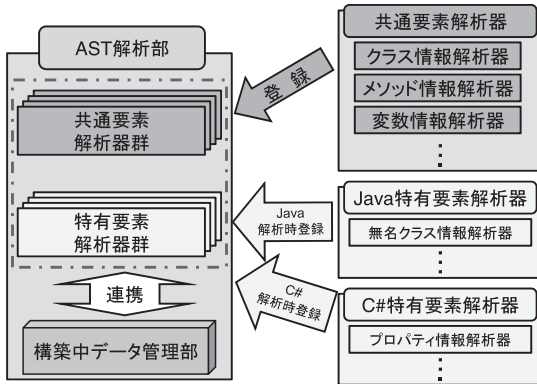 AST解析部
共通要素
解析器群
特有要素
解析器群
連携
構築中データ管理部
登録
Java
解析時登録
C#
解析時登録
共通要素解析器
クラス情報解析器
メソッド情報解析器
変数情報解析器
Java特有要素解析器
無名クラス情報解析器
C#特有要素解析器
プロパティ情報解析器